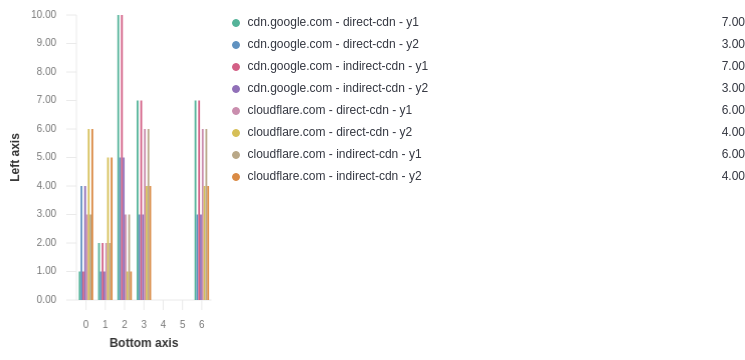 10.00
9.00
8.00
7.00
6.00
5.00
4.00
3.00
2.00
1.00
0.00
Left axis
0 1 2 3 4 5 6
Bottom axis
cdn.google.com - direct-cdn - y1 7.00
cdn.google.com - direct-cdn - y2 3.00
cdn.google.com - indirect-cdn - y1 7.00
cdn.google.com - indirect-cdn - y2 3.00
cloudflare.com - direct-cdn - y1 6.00
cloudflare.com - direct-cdn - y2 4.00
cloudflare.com - indirect-cdn - y1 6.00
cloudflare.com - indirect-cdn - y2 4.00